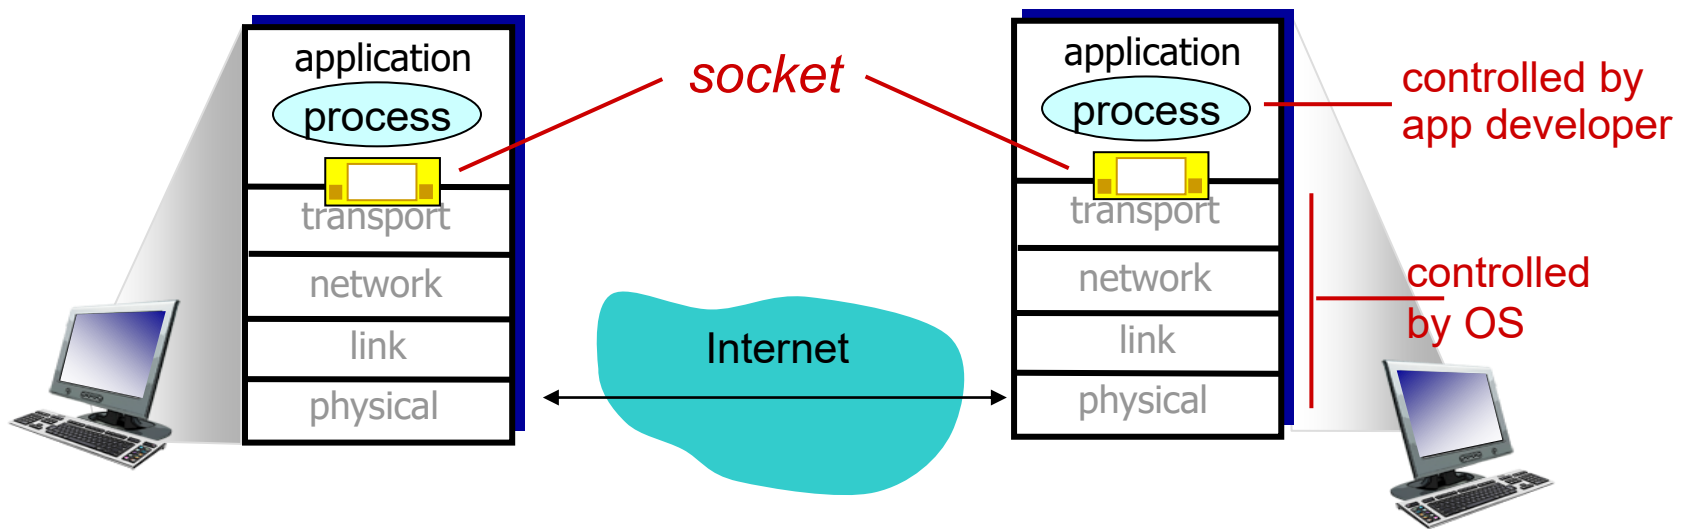 application
process
transport
network
link
physical
socket
Internet
application
process
transport
network
link
physical
controlled by
app developer
controlled
by OS